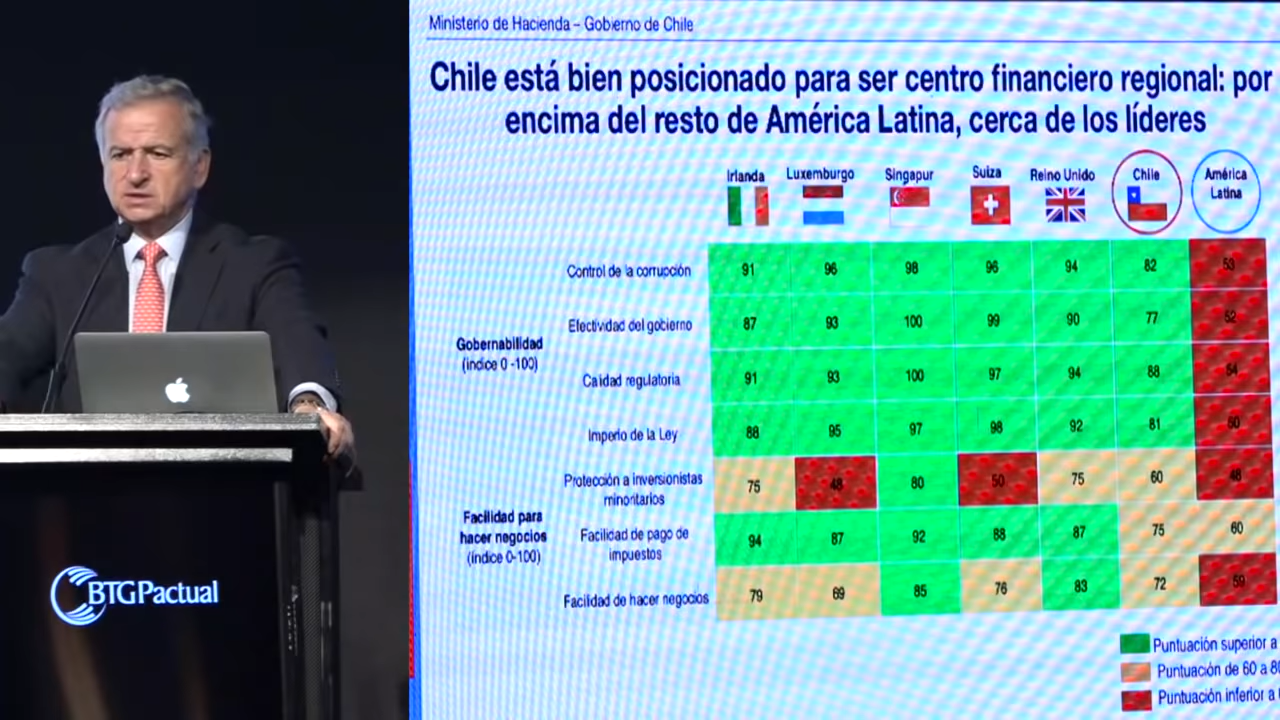 Ministerio de Hacienda – Gobierno de Chile
Chile está bien posicionado para ser centro financiero regional: por
encima del resto de América Latina, cerca de los líderes
Irlanda Luxemburgo Singapur Suiza Reino Unido Chile América
Latina
Control de la corrupción 91 96 98 96 94 82 53
Efectividad del gobierno 87 93 100 99 90 77 52
Gobernabilidad
(índice 0 -100)
Calidad regulatoria 91 93 100 97 94 88 54
Imperio de la Ley 88 95 97 98 92 81 60
Protección a inversionistas
minoritarios 75 48 80 50 75 60 48
Facilidad para
hacer negocios
(índice 0-100)
Facilidad de pago de
impuestos 94 87 92 88 87 75 60
Facilidad de hacer negocios 79 69 85 76 83 72 59
Puntuación superior a
Puntuación de 60 a 80
Puntuación inferior a
BTGPactual